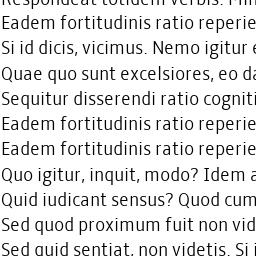 Respondeat totidem verbis. Min
Eadem fortitudinis ratio reperie
Si id dicis, vicimus. Nemo igitur e
Quae quo sunt excelsiores, eo da
Sequitur disserendi ratio cogniti
Eadem fortitudinis ratio reperie
Eadem fortitudinis ratio reperie
Quo igitur, inquit, modo? Idem a
Quid iudicant sensus? Quod cum
Sed quod proximum fuit non vid
Sed quid sentiat, non videtis. Si i